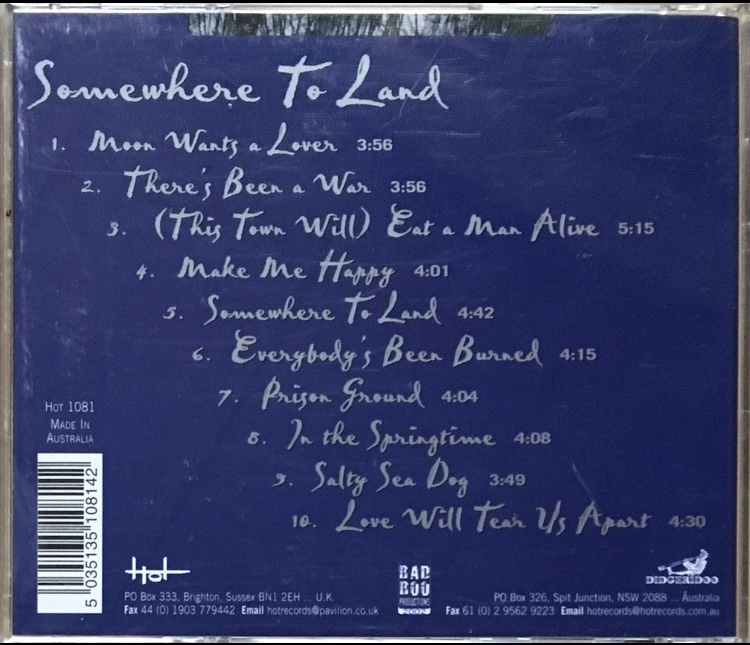 Somewhere To Land
1. Moon Wants a Lover 3:56
2. There's Been a War 3:56
3. (This Town Will) Eat a Man Alive 5:15
4. Make Me Happy 4:01
5. Somewhere To Land 4:42
6. Everybody's Been Burned 4:15
7. Prison Ground 4:04
8. In the Springtime 4:08
9. Salty Sea Dog 3:49
10. Love Will Tear Us Apart 4:30
HOT 1081
MADE IN
AUSTRALIA
5 035135 108142
Hot
PO Box 333, Brighton, Sussex BN1 2EH ... U.K.
Fax 44 (0) 1903 779442 Email hotrecords@pavilion.co.uk
BAD
BOO
PRODUCTIONS
DIDGERIDOO
PO Box 326, Spit Junction, NSW 2088 ... Australia
Fax 61 (0) 2 9562 9223 Email hotrecords@hotrecords.com.au